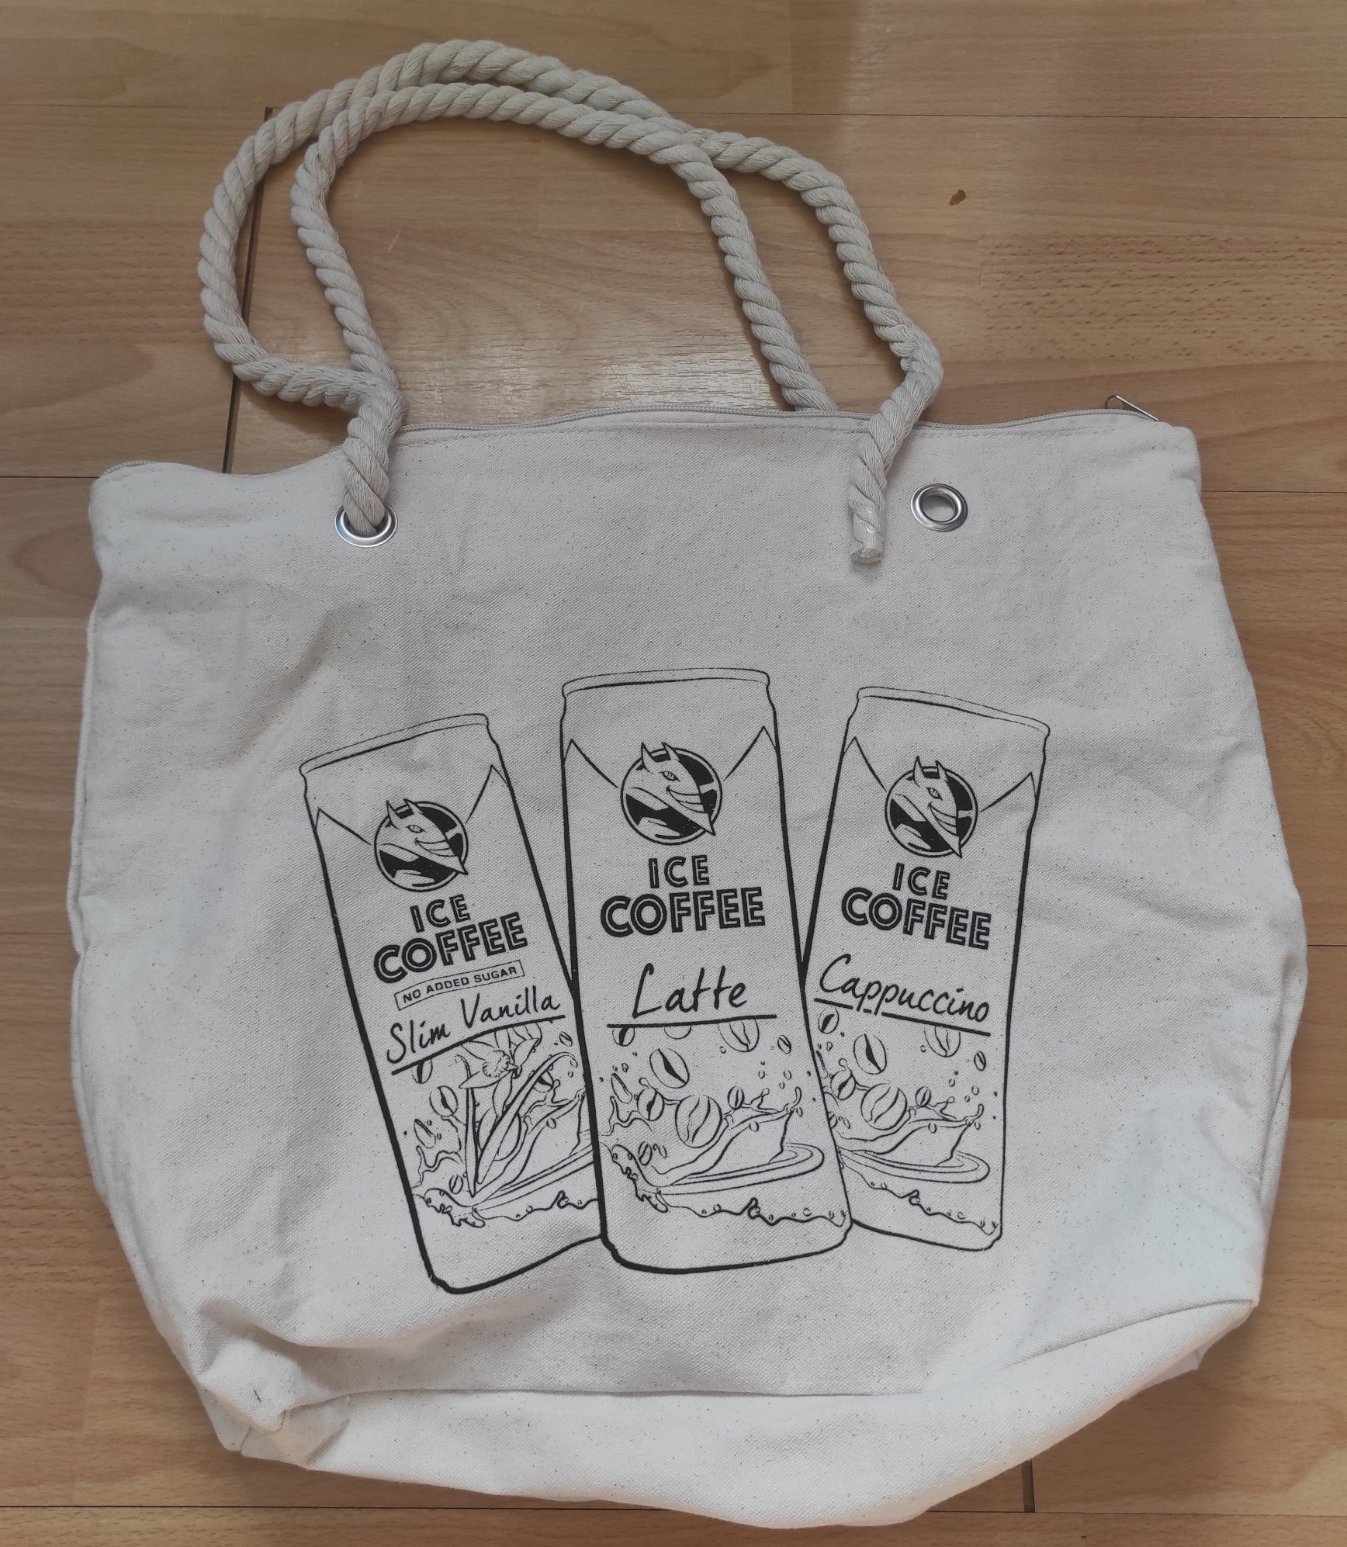 ICE
COFFEE
NO ADDED SUGAR
Slim Vanilla
ICE
COFFEE
Latte
ICE
COFFEE
Cappuccino